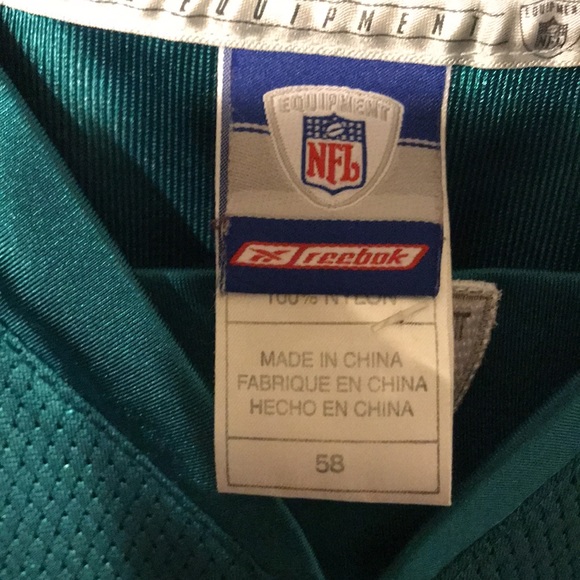 EQUIPMENT
EQUIPMENT
NFL
Reebok
100% NYLON
MADE IN CHINA
FABRIQUE EN CHINA
HECHO EN CHINA
58